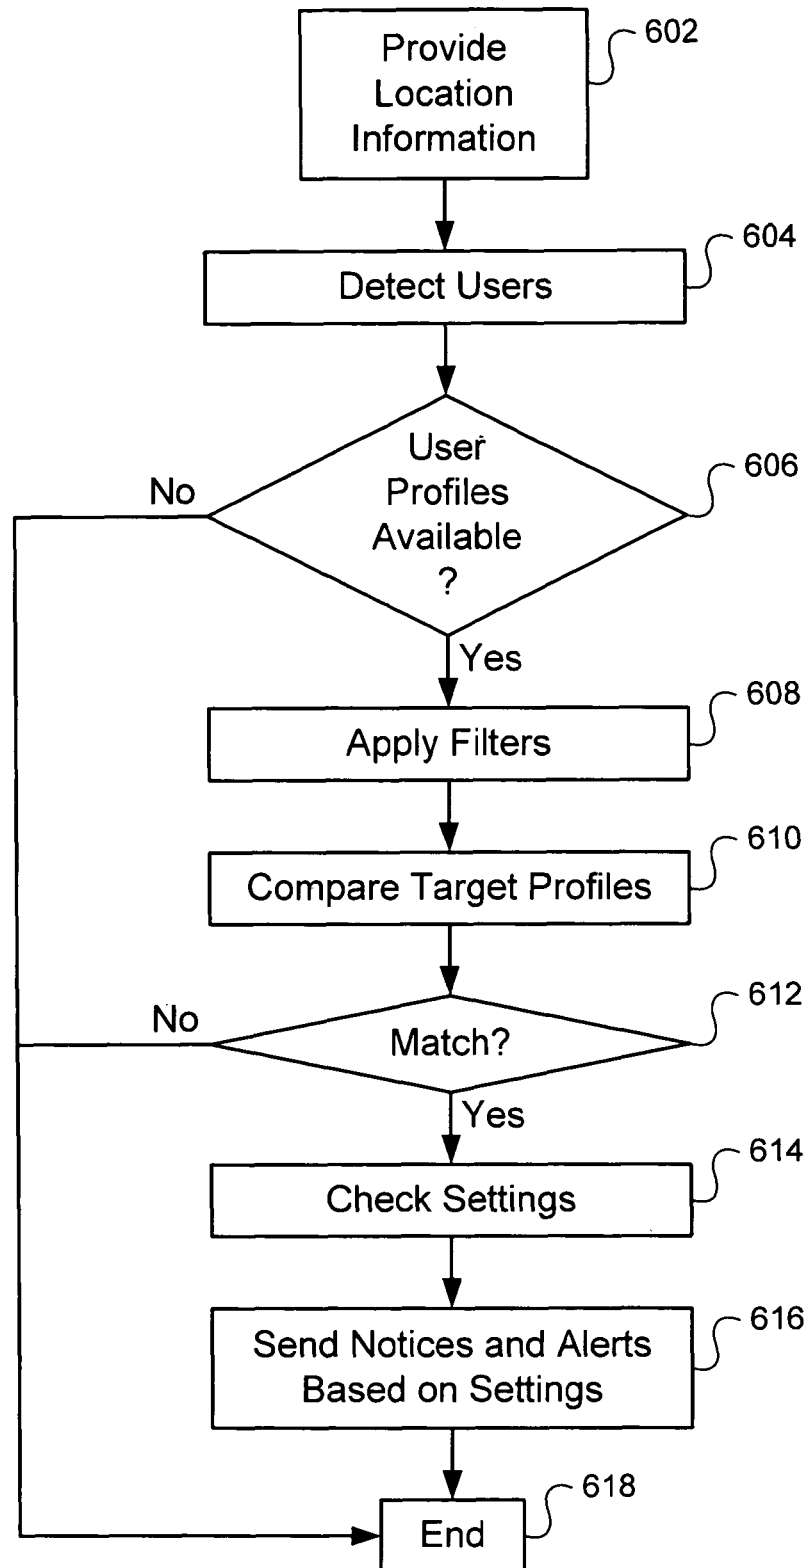 Provide
Location
Information
602
Detect Users
604
User
Profiles
Available
?
606
No
Yes
Apply Filters
608
Compare Target Profiles
610
Match?
612
No
Yes
Check Settings
614
Send Notices and Alerts
Based on Settings
616
End
618